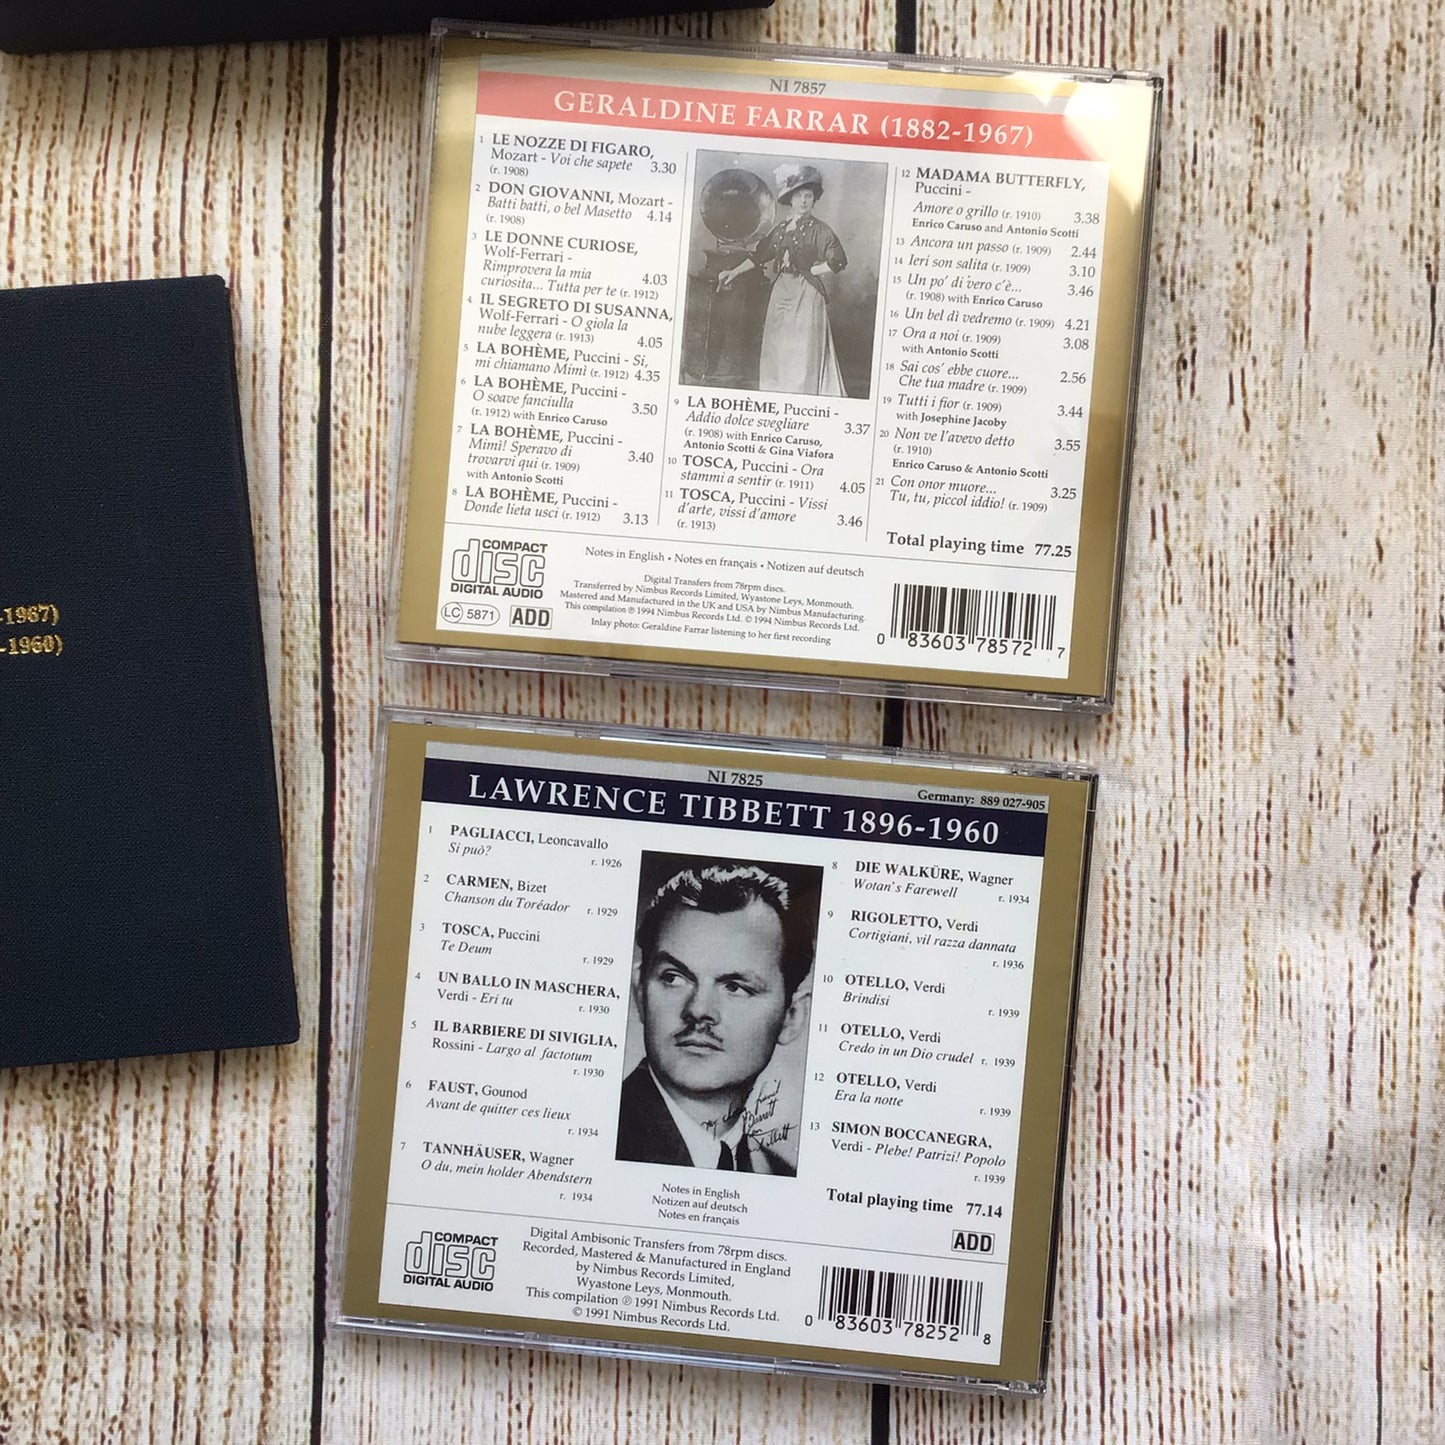 -1967)
-1960)
NI 7857
GERALDINE FARRAR (1882-1967)
1 LE NOZZE DI FIGARO,
Mozart - Voi che sapete 3.30
(r. 1908)
2 DON GIOVANNI, Mozart -
Batti batti, o bel Masetto 4.14
(r. 1908)
3 LE DONNE CURIOSE,
Wolf-Ferrari -
Rimprovera la mia 4.03
curiosita... Tutta per te (r. 1912)
4 IL SEGRETO DI SUSANNA,
Wolf-Ferrari - O giola la
nube leggera (r. 1913) 4.05
5 LA BOHÈME, Puccini - Si,
mi chiamano Mimì (r. 1912) 4.35
6 LA BOHÈME, Puccini -
O soave fanciulla 3.50
(r. 1912) with Enrico Caruso
7 LA BOHÈME, Puccini -
Mimì! Speravo di 3.40
trovarvi qui (r. 1909)
with Antonio Scotti
8 LA BOHÈME, Puccini -
Donde lieta usci (r. 1912) 3.13
9 LA BOHÈME, Puccini -
Addio dolce svegliare 3.37
(r. 1908) with Enrico Caruso,
Antonio Scotti & Gina Viafora
10 TOSCA, Puccini - Ora
stammi a sentir (r. 1911) 4.05
11 TOSCA, Puccini - Vissi
d'arte, vissi d'amore 3.46
(r. 1913)
12 MADAMA BUTTERFLY,
Puccini -
Amore o grillo (r. 1910) 3.38
Enrico Caruso and Antonio Scotti
13 Ancora un passo (r. 1909) 2.44
14 Ieri son salita (r. 1909) 3.10
15 Un po' di vero c'è... 3.46
(r. 1908) with Enrico Caruso
16 Un bel dì vedremo (r. 1909) 4.21
17 Ora a noi (r. 1909) 3.08
with Antonio Scotti
18 Sai cos' ebbe cuore... 2.56
Che tua madre (r. 1909)
19 Tutti i fior (r. 1909) 3.44
with Josephine Jacoby
20 Non ve l'avevo detto 3.55
(r. 1910)
Enrico Caruso & Antonio Scotti
21 Con onor muore... 3.25
Tu, tu, piccol iddio! (r. 1909)
Total playing time 77.25
COMPACT
disc
DIGITAL AUDIO
LC 5871
ADD
Notes in English • Notes en français • Notizen auf deutsch
Digital Transfers from 78rpm discs.
Transferred by Nimbus Records Limited, Wyastone Leys, Monmouth.
Mastered and Manufactured in the UK and USA by Nimbus Manufacturing.
This compilation ℗ 1994 Nimbus Records Ltd. © 1994 Nimbus Records Ltd.
Inlay photo: Geraldine Farrar listening to her first recording
0 83603 78572 7
NI 7825
Germany: 889 027-905
LAWRENCE TIBBETT 1896-1960
1 PAGLIACCI, Leoncavallo
Si può?
r. 1926
2 CARMEN, Bizet
Chanson du Toréador r. 1929
3 TOSCA, Puccini
Te Deum
r. 1929
4 UN BALLO IN MASCHERA,
Verdi - Eri tu r. 1930
5 IL BARBIERE DI SIVIGLIA,
Rossini - Largo al factotum
r. 1930
6 FAUST, Gounod
Avant de quitter ces lieux
r. 1934
7 TANNHÄUSER, Wagner
O du, mein holder Abendstern
r. 1934
8 DIE WALKÜRE, Wagner
Wotan's Farewell r. 1934
9 RIGOLETTO, Verdi
Cortigiani, vil razza dannata
r. 1936
10 OTELLO, Verdi
Brindisi
r. 1939
11 OTELLO, Verdi
Credo in un Dio crudel r. 1939
12 OTELLO, Verdi
Era la notte
r. 1939
13 SIMON BOCCANEGRA,
Verdi - Plebe! Patrizi! Popolo
r. 1939
Total playing time 77.14
Notes in English
Notizen auf deutsch
Notes en français
ADD
COMPACT
disc
DIGITAL AUDIO
Digital Ambisonic Transfers from 78rpm discs.
Recorded, Mastered & Manufactured in England
by Nimbus Records Limited,
Wyastone Leys, Monmouth.
This compilation ℗ 1991 Nimbus Records Ltd.
© 1991 Nimbus Records Ltd.
0 83603 78252 8